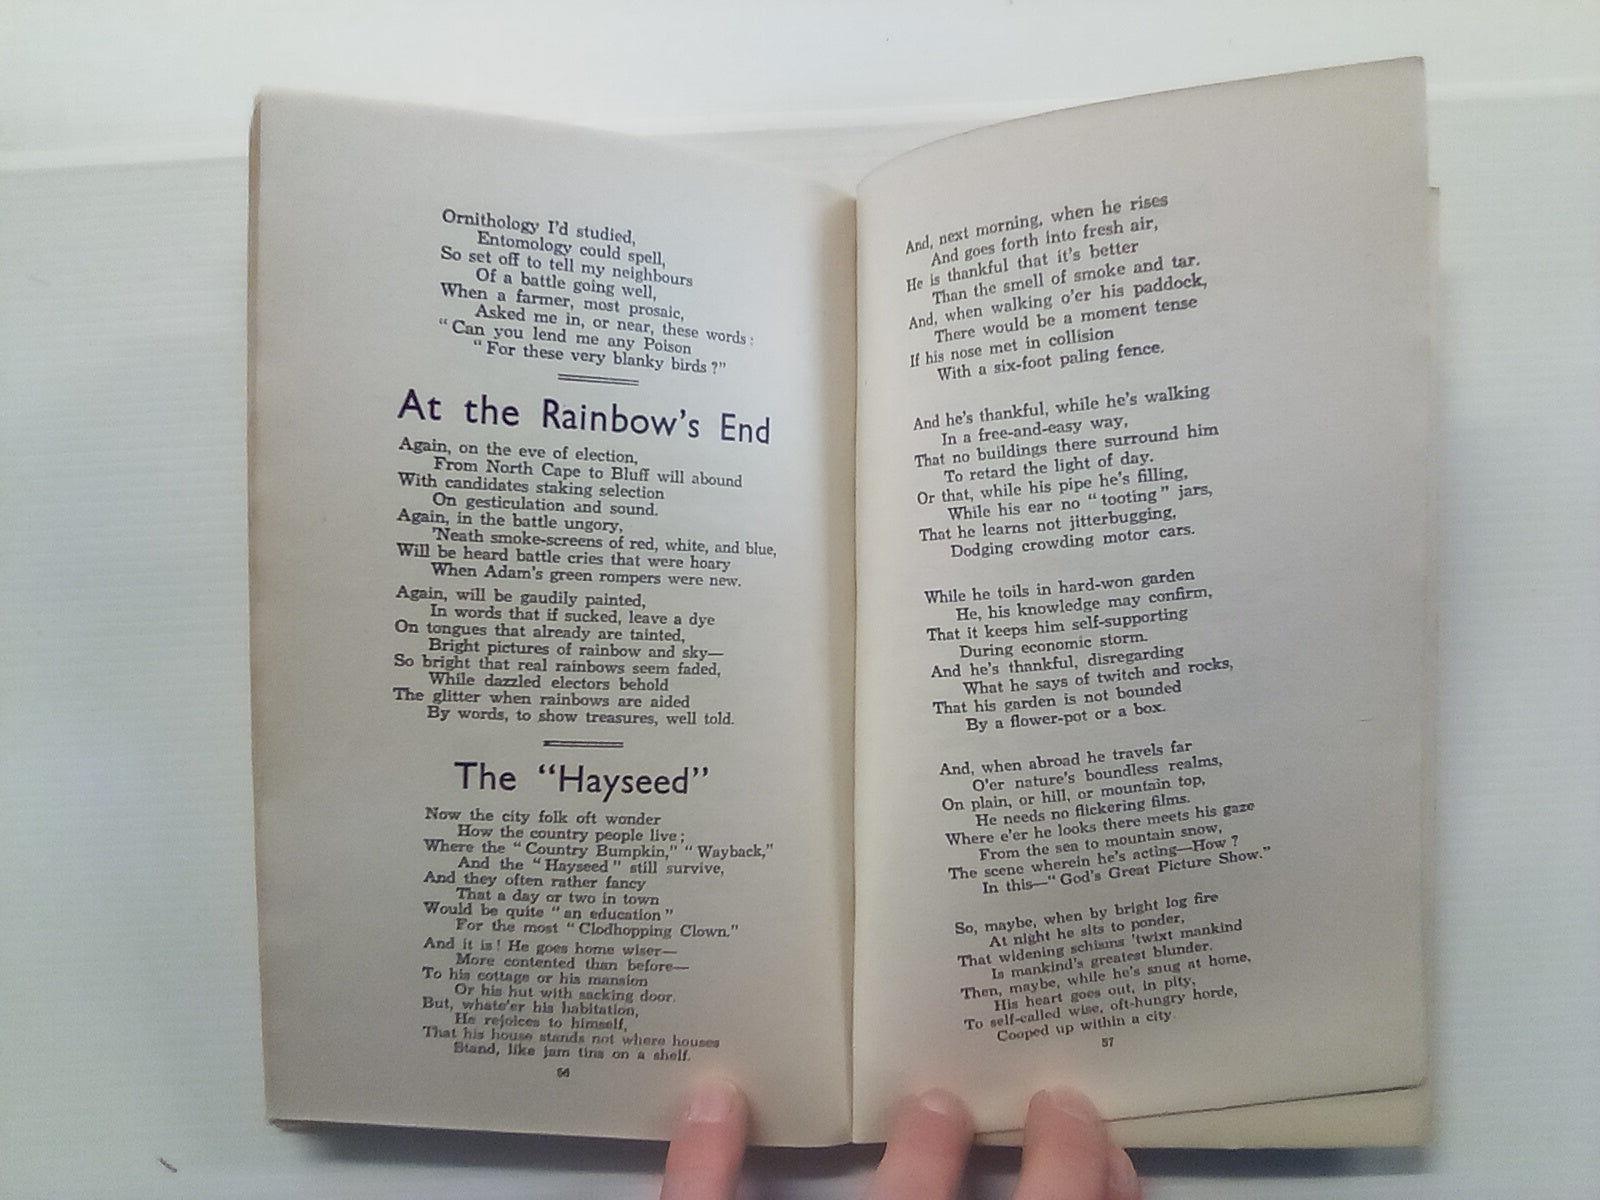 Ornithology I'd studied,
Entomology could spell,
So set off to tell my neighbours
Of a battle going well,
When a farmer, most prosaic,
Asked me in, or near, these words:
"Can you lend me any Poison
"For these very blanky birds?"
At the Rainbow's End
Again, on the eve of election,
From North Cape to Bluff will abound
With candidates staking selection
On gesticulation and sound.
Again, in the battle ungory,
'Neath smoke-screens of red, white, and blue,
Will be heard battle cries that were hoary
When Adam's green rompers were new.
Again, will be gaudily painted,
In words that if sucked, leave a dye
On tongues that already are tainted,
Bright pictures of rainbow and sky—
So bright that real rainbows seem faded,
While dazzled electors behold
The glitter when rainbows are aided
By words, to show treasures, well told.
The "Hayseed"
Now the city folk oft wonder
How the country people live;
Where the "Country Bumpkin," "Wayback,"
And the "Hayseed" still survive,
And they often rather fancy
That a day or two in town
Would be quite "an education"
For the most "Clodhopping Clown."
And it is! He goes home wiser—
More contented than before—
To his cottage or his mansion
Or his hut with sacking door.
But, whate'er his habitation,
He rejoices to himself,
That his house stands not where houses
Stand, like jam tins on a shelf.
And, next morning, when he rises
And goes forth into fresh air,
He is thankful that it's better
Than the smell of smoke and tar.
And, when walking o'er his paddock,
There would be a moment tense
If his nose met in collision
With a six-foot paling fence.
And he's thankful, while he's walking
In a free-and-easy way,
That no buildings there surround him
To retard the light of day.
Or that, while his pipe he's filling,
While his ear no "tooting" jars,
That he learns not jitterbugging,
Dodging crowding motor cars.
While he toils in hard-won garden
He, his knowledge may confirm,
That it keeps him self-supporting
During economic storm.
And he's thankful, disregarding
What he says of twitch and rocks,
That his garden is not bounded
By a flower-pot or a box.
And, when abroad he travels far
O'er nature's boundless realms,
On plain, or hill, or mountain top,
He needs no flickering films.
Where e'er he looks there meets his gaze
From the sea to mountain snow,
The scene wherein he's acting—How?
In this—"God's Great Picture Show."
So, maybe, when by bright log fire
At night he sits to ponder,
That widening schisms 'twixt mankind
Is mankind's greatest blunder.
Then, maybe, while he's snug at home,
His heart goes out, in pity,
To self-called wise, oft-hungry horde,
Cooped up within a city.
57